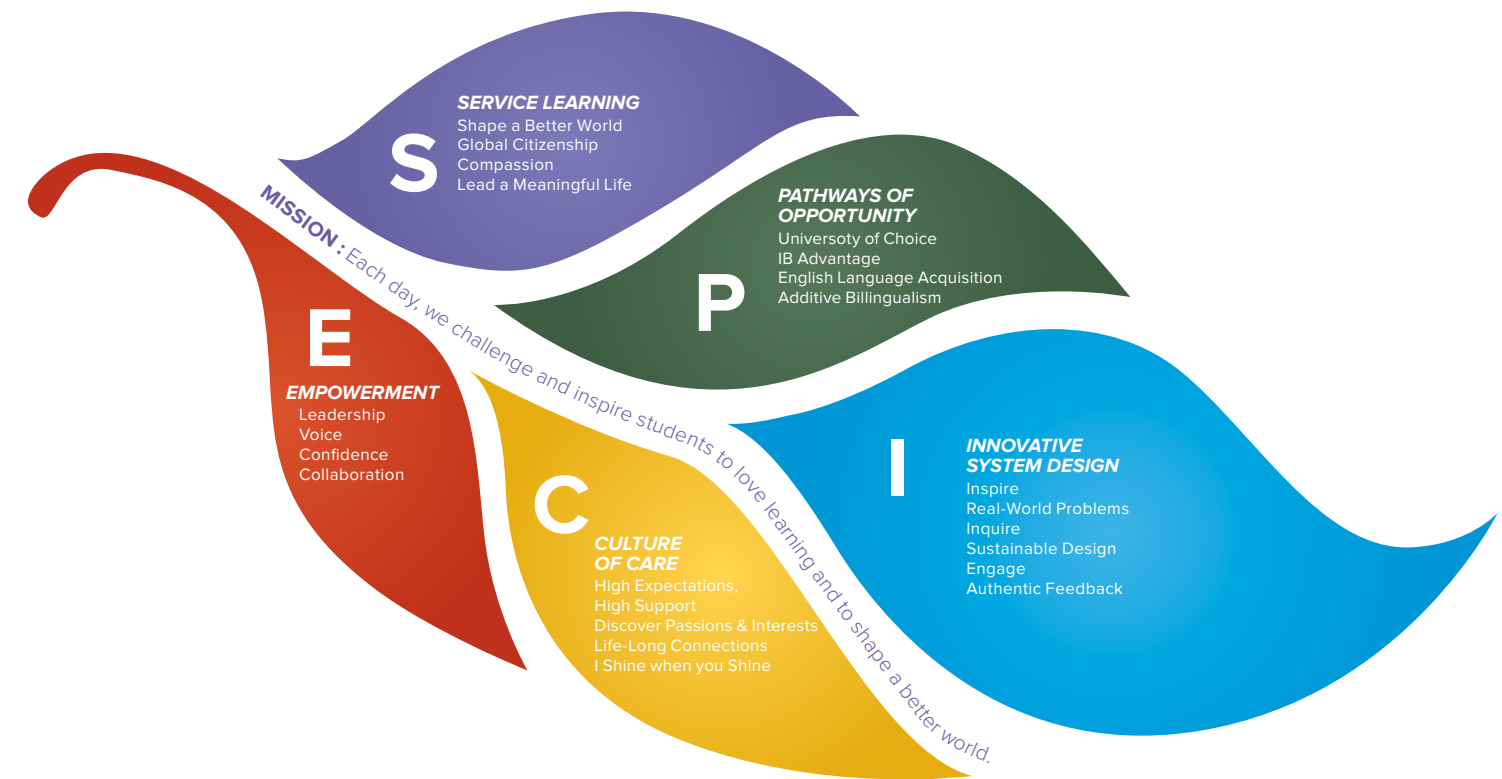 S
SERVICE LEARNING
Shape a Better World
Global Citizenship
Compassion
Lead a Meaningful Life
P
PATHWAYS OF
OPPORTUNITY
Universoty of Choice
IB Advantage
English Language Acquisition
Additive Billingualism
MISSION : Each day, we challenge and inspire students to love learning and to shape a better world.
E
EMPOWERMENT
Leadership
Voice
Confidence
Collaboration
C
CULTURE
OF CARE
High Expectations,
High Support
Discover Passions & Interests
Life-Long Connections
I Shine when you Shine
I
INNOVATIVE
SYSTEM DESIGN
Inspire
Real-World Problems
Inquire
Sustainable Design
Engage
Authentic Feedback